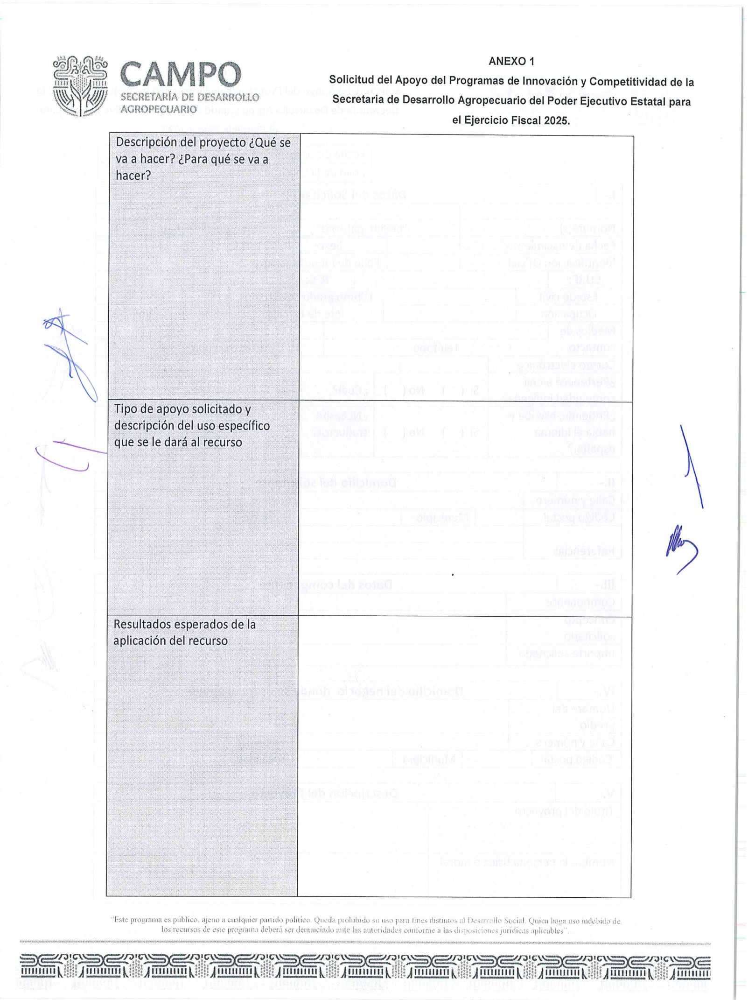 CAMPO
SECRETARÍA DE DESARROLLO
AGROPECUARIO
ANEXO 1
Solicitud del Apoyo del Programas de Innovación y Competitividad de la
Secretaria de Desarrollo Agropecuario del Poder Ejecutivo Estatal para
el Ejercicio Fiscal 2025.
Descripción del proyecto ¿Qué se
va a hacer? ¿Para qué se va a
hacer?
Tipo de apoyo solicitado y
descripción del uso específico
que se le dará al recurso
Resultados esperados de la
aplicación del recurso
"Este programa es público, ajeno a cualquier partido político. Queda prohibido su uso para fines distintos al Desarrollo Social. Quien haga uso indebido de
los recursos de este programa deberá ser denunciado ante las autoridades conforme a las disposiciones jurídicas aplicables".